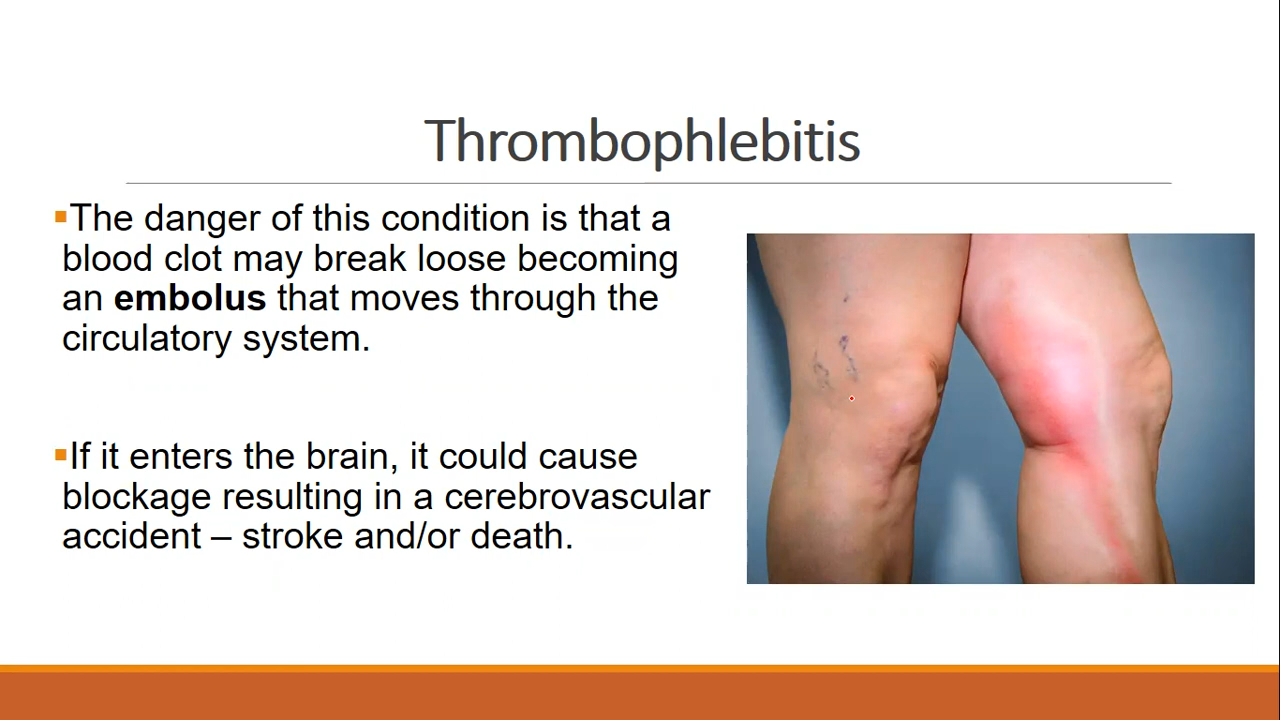 Thrombophlebitis
▪The danger of this condition is that a
blood clot may break loose becoming
an embolus that moves through the
circulatory system.
▪If it enters the brain, it could cause
blockage resulting in a cerebrovascular
accident – stroke and/or death.